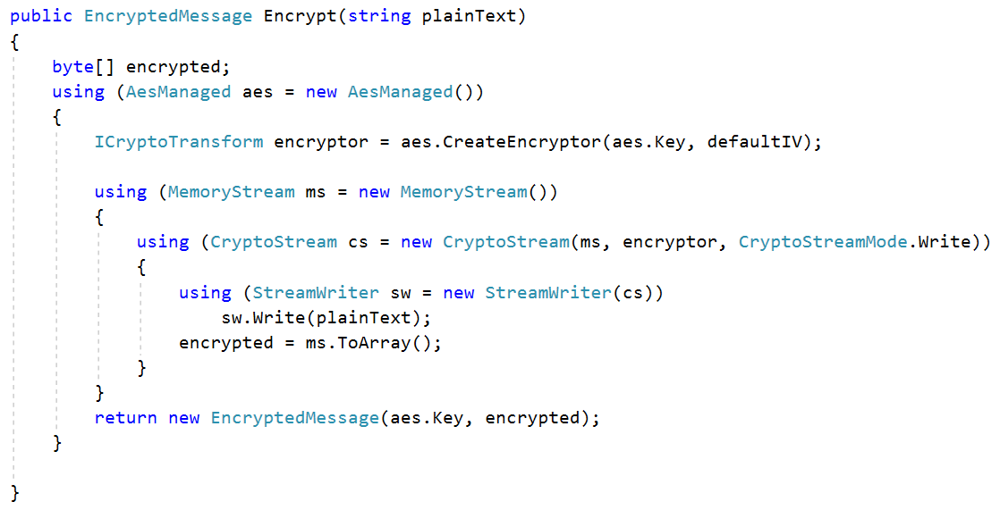 public EncryptedMessage Encrypt(string plainText)
{
    byte[] encrypted;
    using (AesManaged aes = new AesManaged())
    {
        ICryptoTransform encryptor = aes.CreateEncryptor(aes.Key, defaultIV);

        using (MemoryStream ms = new MemoryStream())
        {
            using (CryptoStream cs = new CryptoStream(ms, encryptor, CryptoStreamMode.Write))
            {
                using (StreamWriter sw = new StreamWriter(cs))
                    sw.Write(plainText);
                encrypted = ms.ToArray();
            }
        }
        return new EncryptedMessage(aes.Key, encrypted);
    }

}